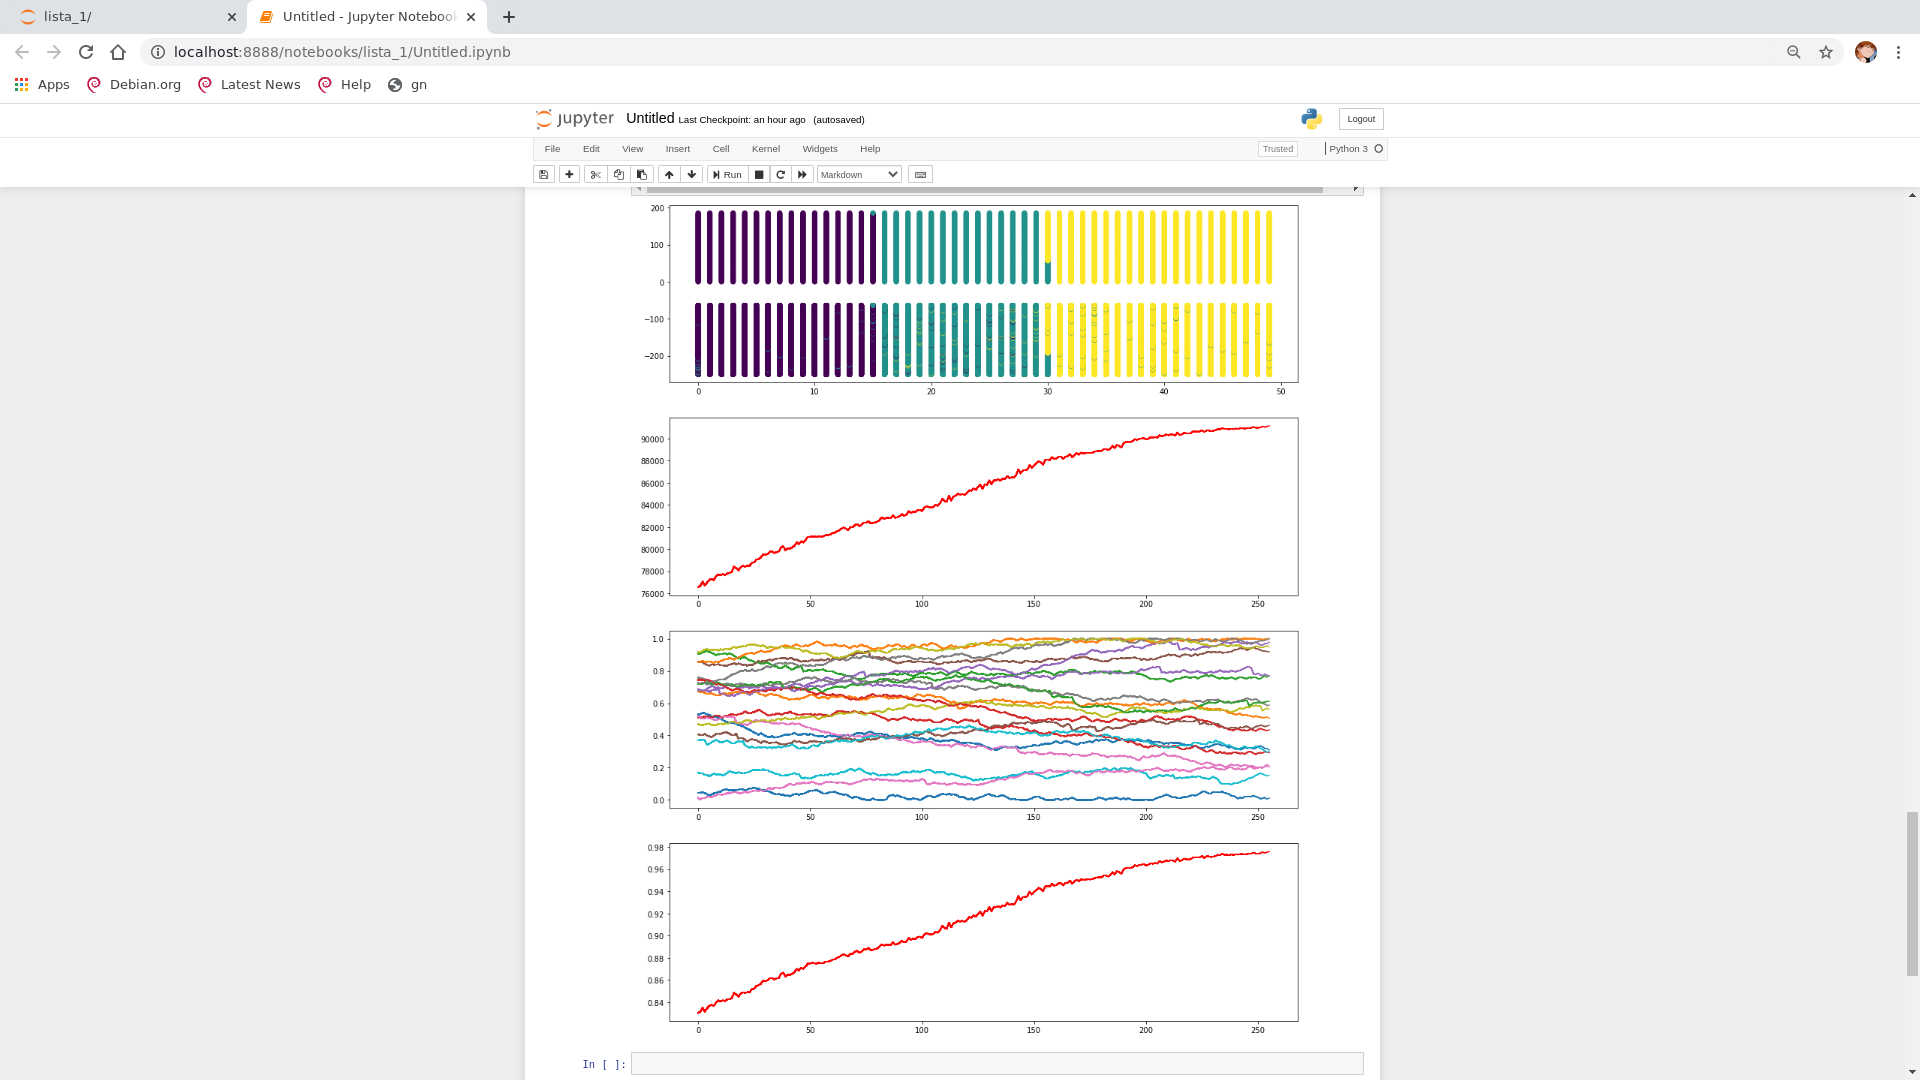 lista_1/
Untitled - Jupyter Notebook
localhost:8888/notebooks/lista_1/Untitled.ipynb
Apps Debian.org Latest News Help gn
jupyter Untitled Last Checkpoint: an hour ago (autosaved) Logout
File Edit View Insert Cell Kernel Widgets Help Trusted Python 3
Run Markdown
200
100
0
−100
−200
0 10 20 30 40 50
90000
88000
86000
84000
82000
80000
78000
76000
0 50 100 150 200 250
1.0
0.8
0.6
0.4
0.2
0.0
0 50 100 150 200 250
0.98
0.96
0.94
0.92
0.90
0.88
0.86
0.84
0 50 100 150 200 250
In [ ]: